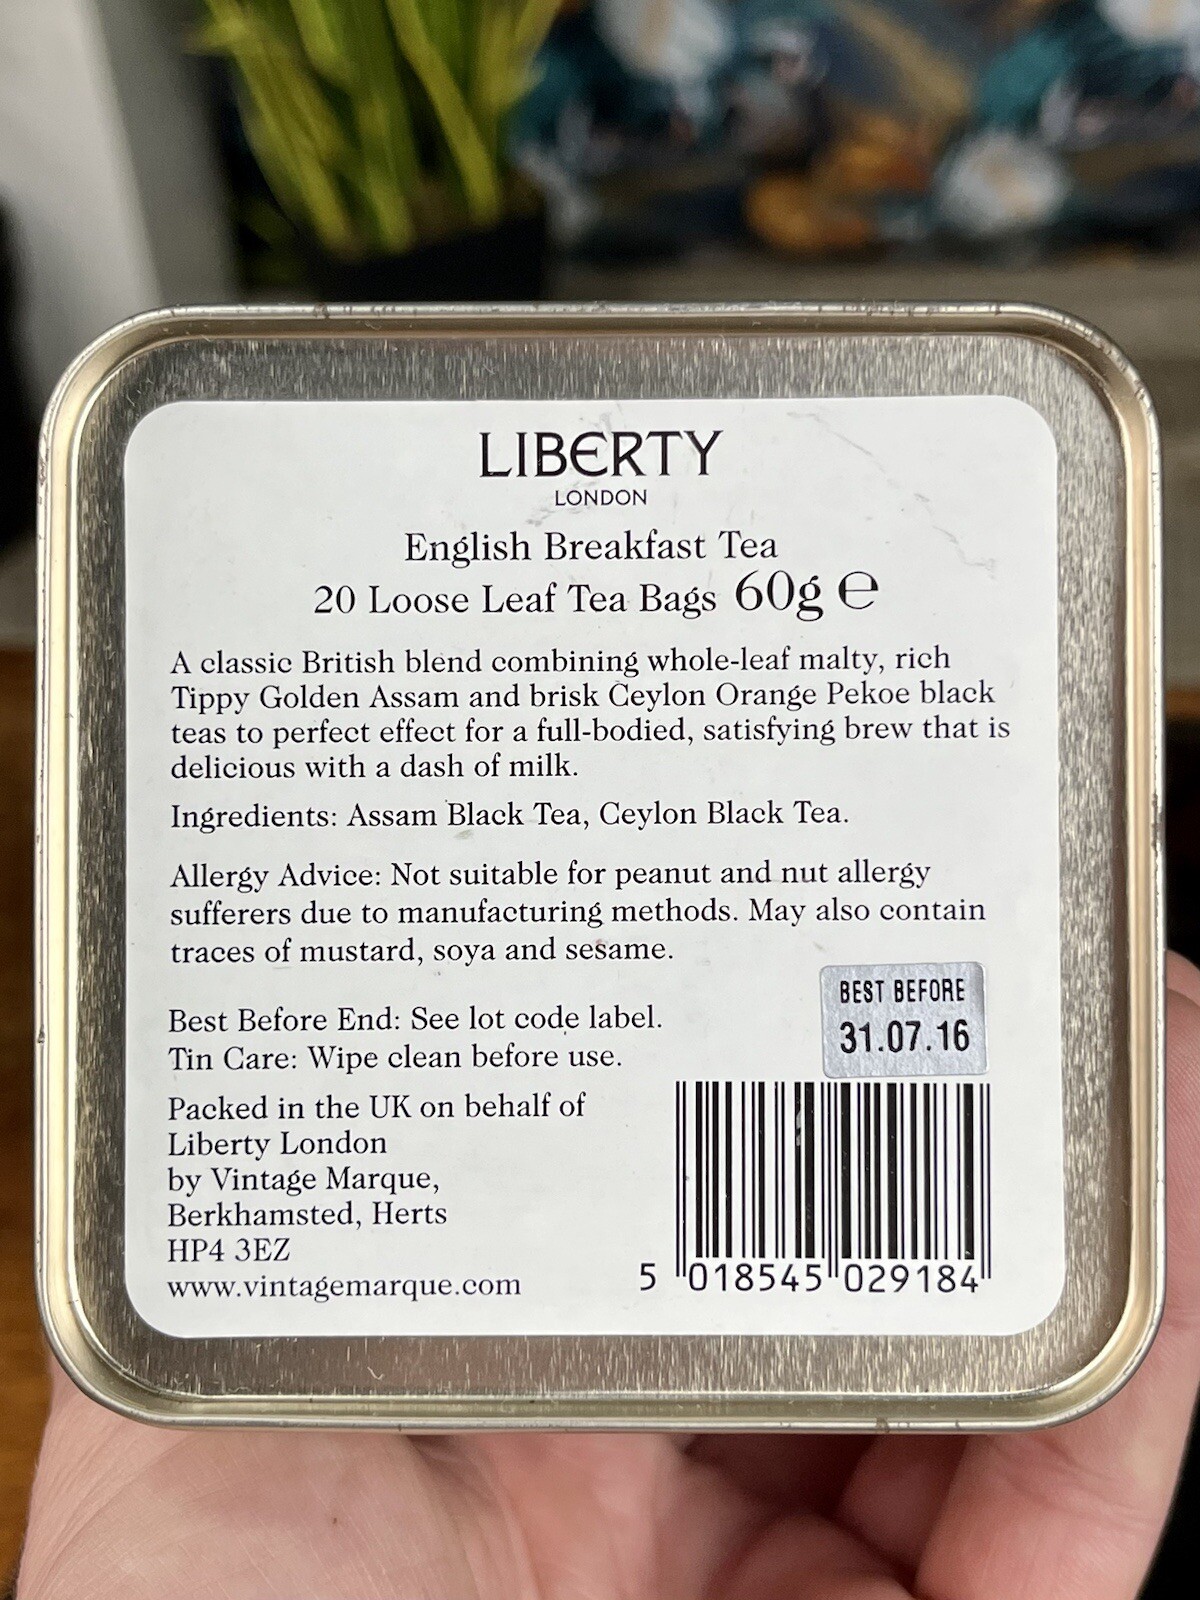 LIBERTY
LONDON
English Breakfast Tea
20 Loose Leaf Tea Bags 60g ℮
A classic British blend combining whole-leaf malty, rich
Tippy Golden Assam and brisk Ceylon Orange Pekoe black
teas to perfect effect for a full-bodied, satisfying brew that is
delicious with a dash of milk.
Ingredients: Assam Black Tea, Ceylon Black Tea.
Allergy Advice: Not suitable for peanut and nut allergy
sufferers due to manufacturing methods. May also contain
traces of mustard, soya and sesame.
BEST BEFORE
31.07.16
Best Before End: See lot code label.
Tin Care: Wipe clean before use.
Packed in the UK on behalf of
Liberty London
by Vintage Marque,
Berkhamsted, Herts
HP4 3EZ
www.vintagemarque.com
5 018545 029184